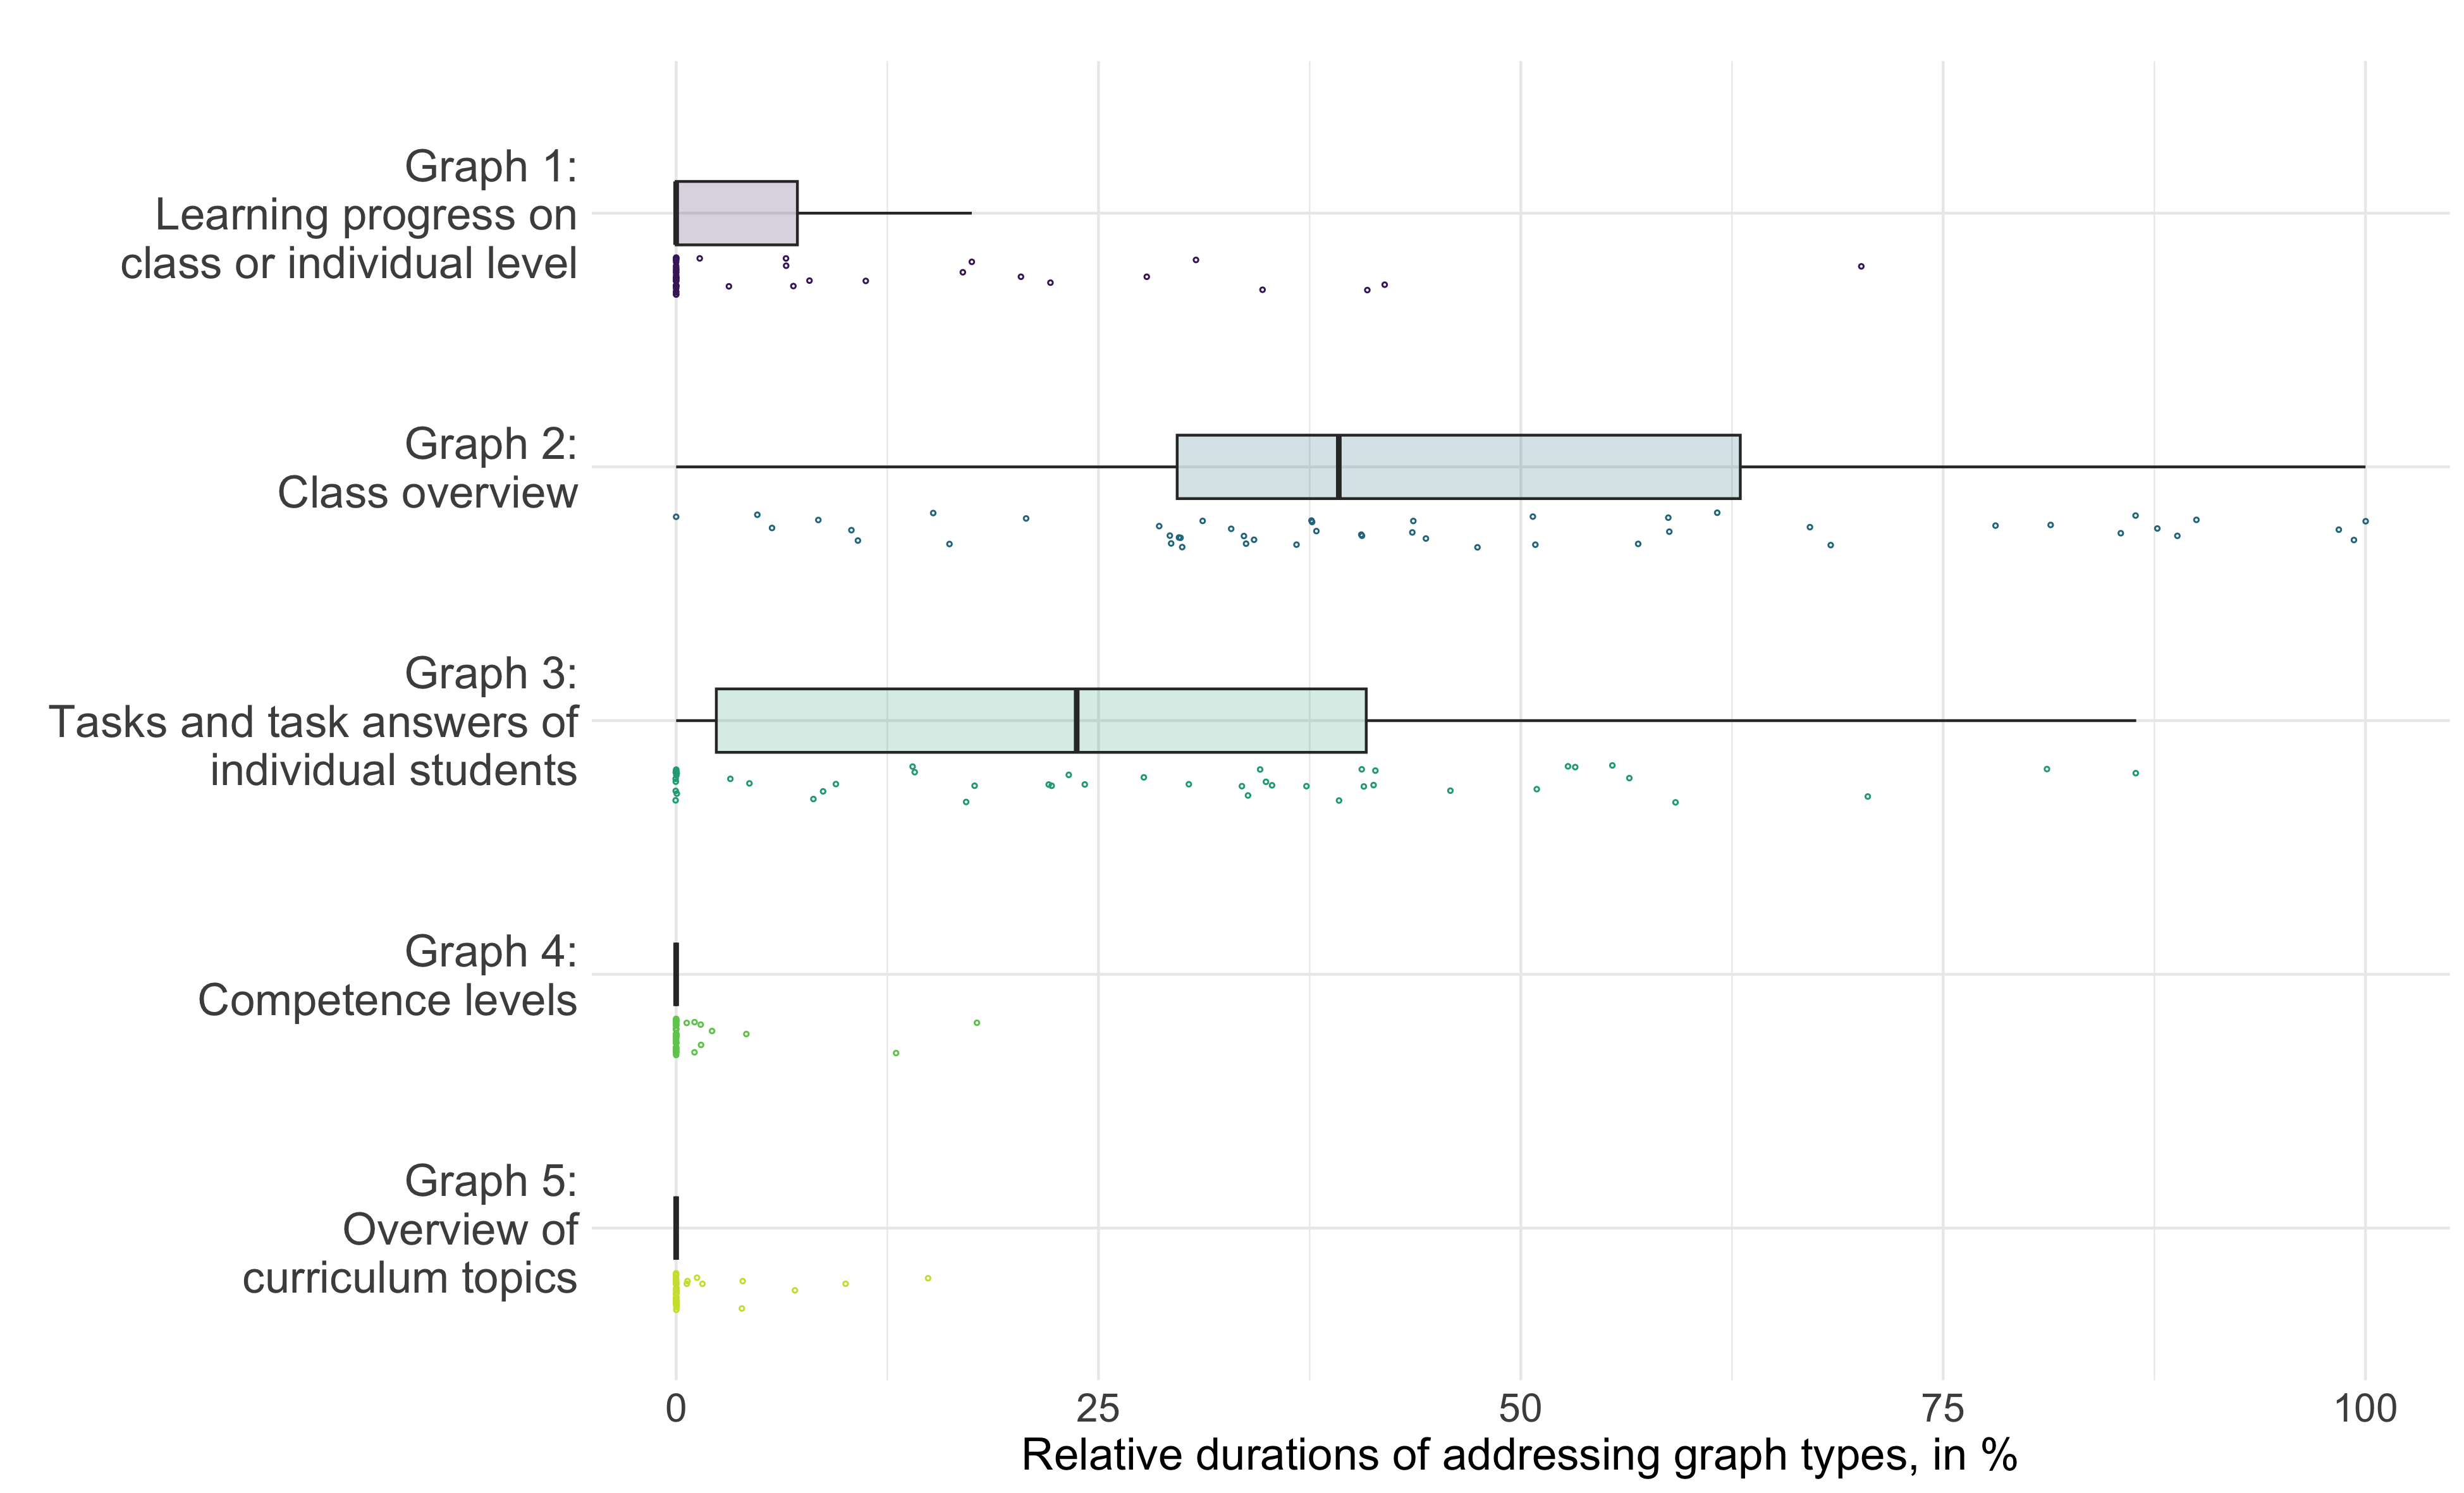 Graph 1:
Learning progress on
class or individual level
Graph 2:
Class overview
Graph 3:
Tasks and task answers of
individual students
Graph 4:
Competence levels
Graph 5:
Overview of
curriculum topics
0 25 50 75 100
Relative durations of addressing graph types, in %